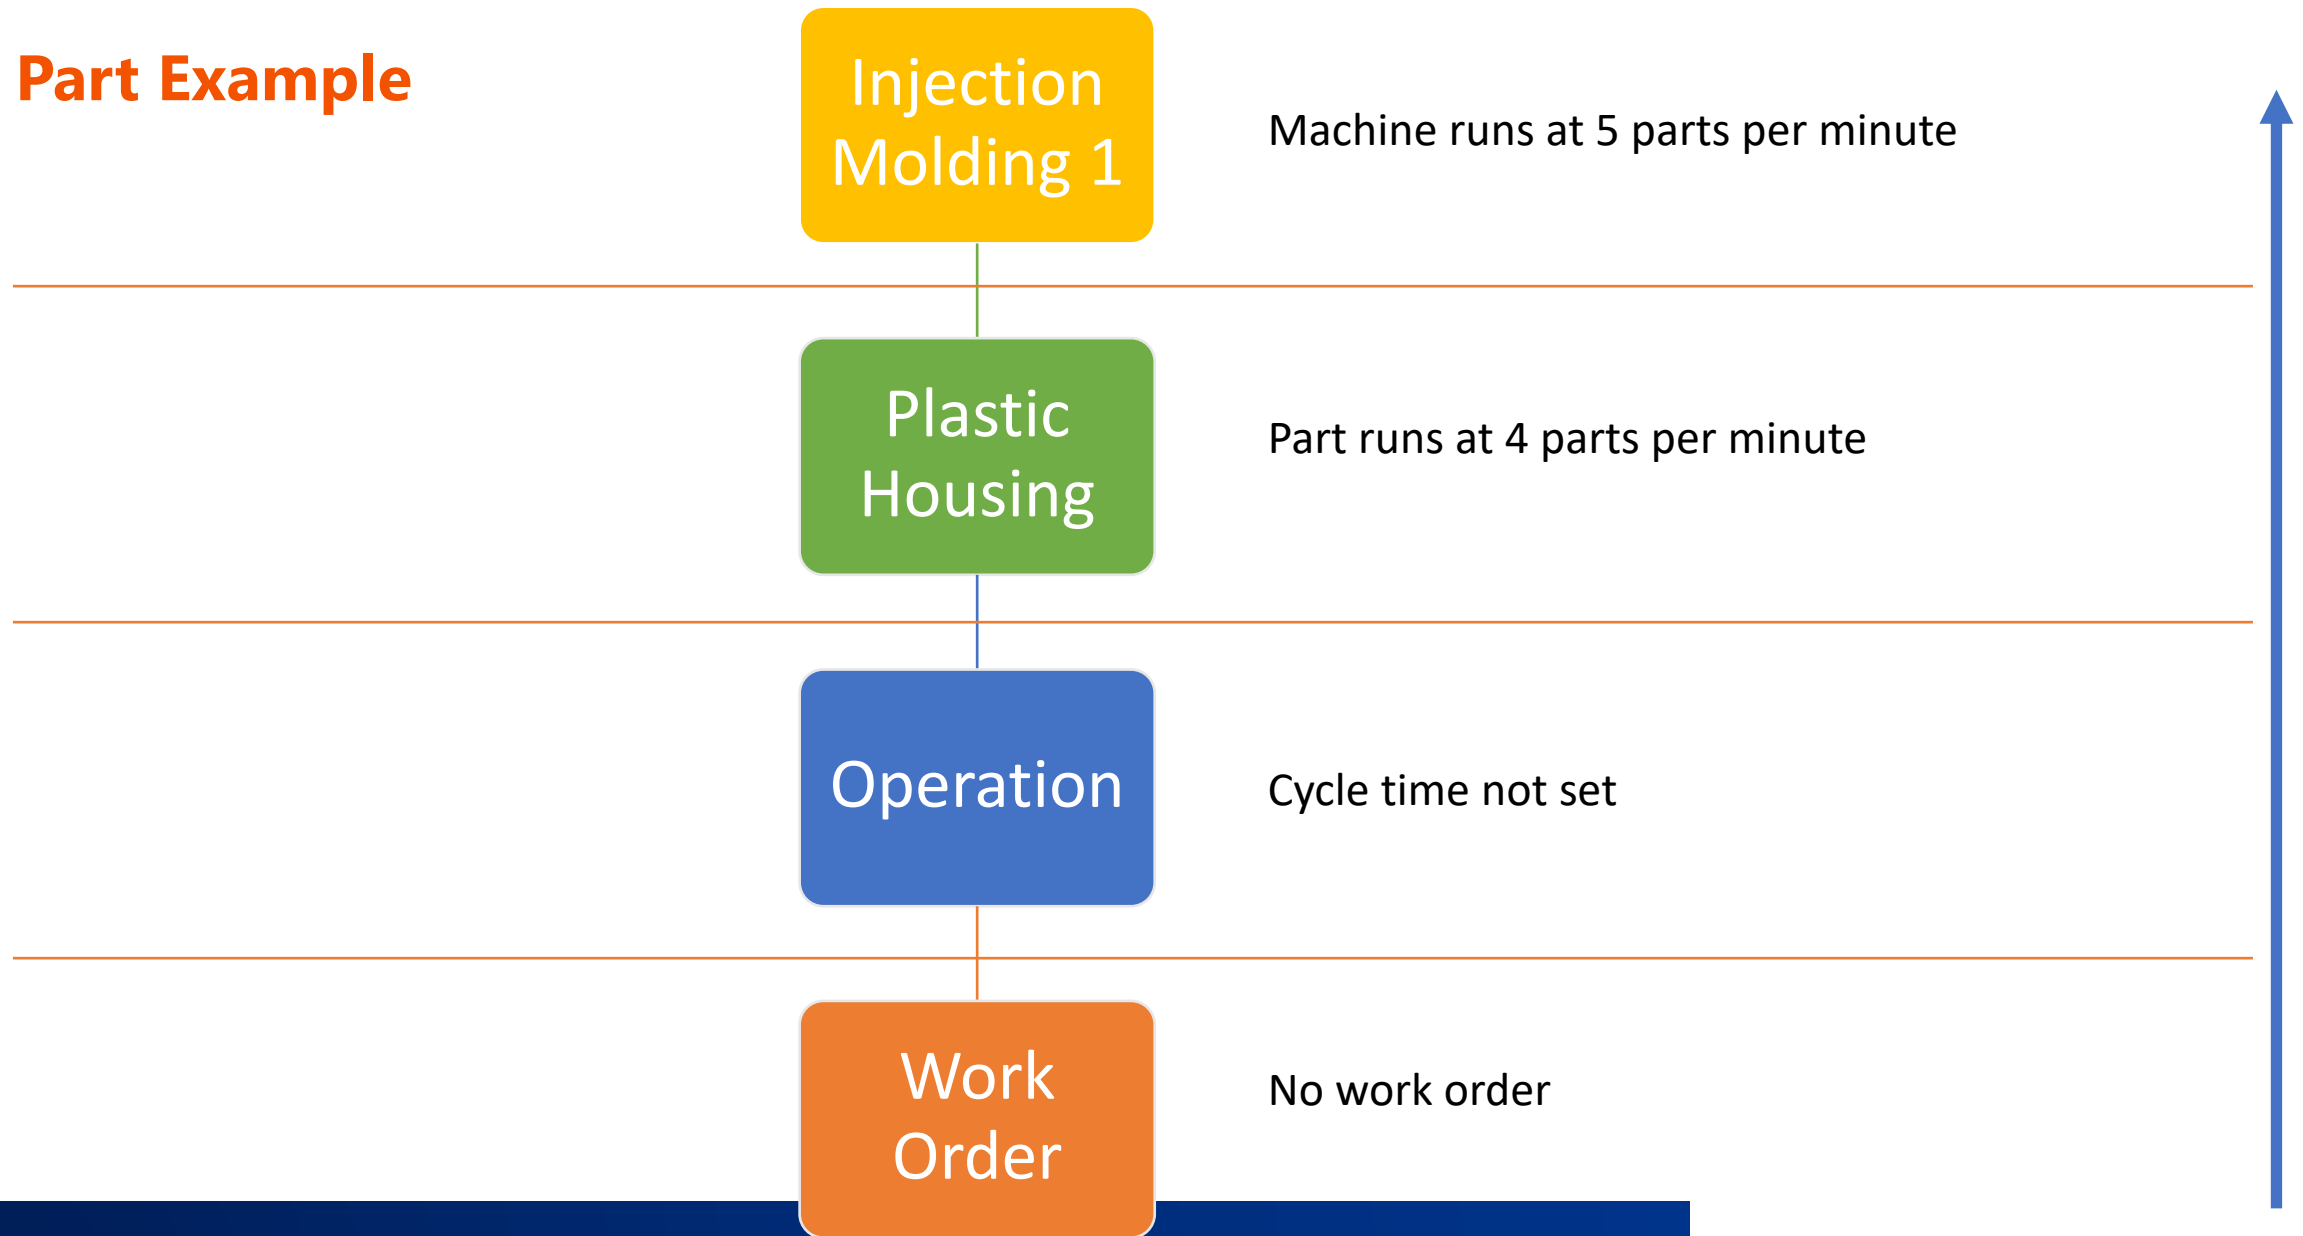 Part Example
Injection
Molding 1
Machine runs at 5 parts per minute
Plastic
Housing
Part runs at 4 parts per minute
Operation
Cycle time not set
Work
Order
No work order